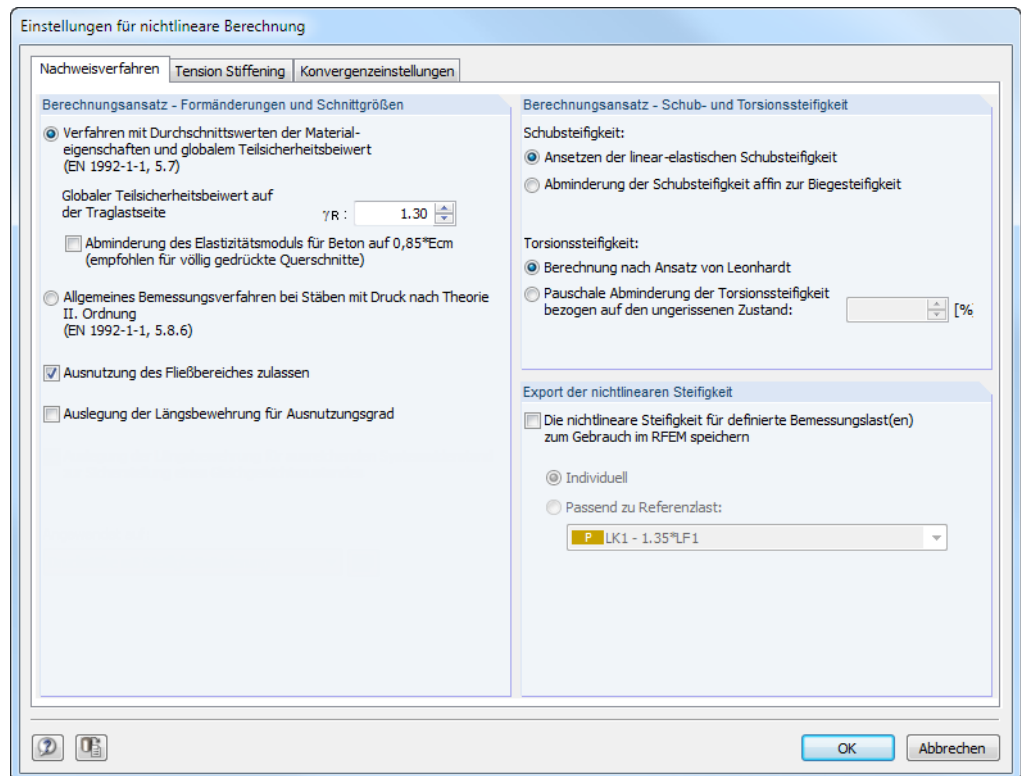 Einstellungen für nichtlineare Berechnung
Nachweisverfahren
Tension Stiffening
Konvergenzeinstellungen
Berechnungsansatz - Formänderungen und Schnittgrößen
Verfahren mit Durchschnittswerten der Material-
eigenschaften und globalem Teilsicherheitsbeiwert
(EN 1992-1-1, 5.7)
Globaler Teilsicherheitsbeiwert auf
der Traglastseite
γR :
1.30
Abminderung des Elastizitätsmoduls für Beton auf 0,85*Ecm
(empfohlen für völlig gedrückte Querschnitte)
Allgemeines Bemessungsverfahren bei Stäben mit Druck nach Theorie
II. Ordnung
(EN 1992-1-1, 5.8.6)
Ausnutzung des Fließbereiches zulassen
Auslegung der Längsbewehrung für Ausnutzungsgrad
Berechnungsansatz - Schub- und Torsionssteifigkeit
Schubsteifigkeit:
Ansetzen der linear-elastischen Schubsteifigkeit
Abminderung der Schubsteifigkeit affin zur Biegesteifigkeit
Torsionssteifigkeit:
Berechnung nach Ansatz von Leonhardt
Pauschale Abminderung der Torsionssteifigkeit
bezogen auf den ungerissenen Zustand:
[%
Export der nichtlinearen Steifigkeit
Die nichtlineare Steifigkeit für definierte Bemessungslast(en)
zum Gebrauch im RFEM speichern
Individuell
Passend zu Referenzlast:
P LK1 - 1.35*LF1
OK
Abbrechen